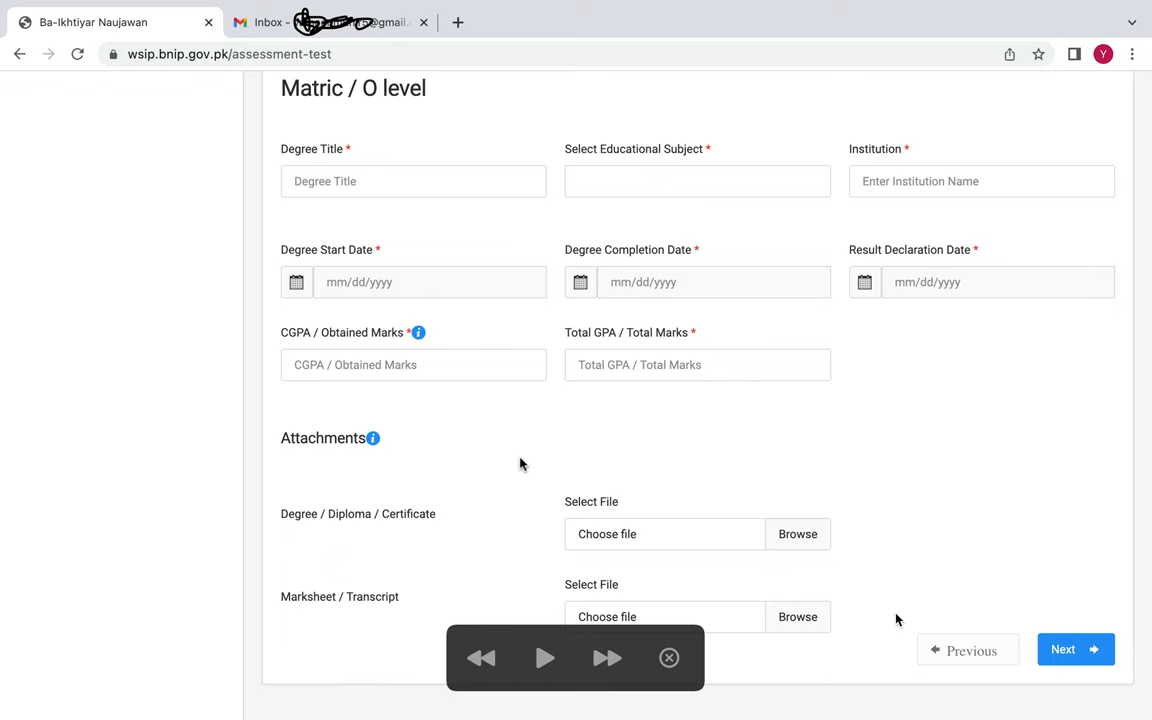 Ba-Ikhtiyar Naujawan
Inbox - @gmail.
wsip.bnip.gov.pk/assessment-test
Y
Matric / O level
Degree Title * Select Educational Subject * Institution *
Degree Title Enter Institution Name
Degree Start Date * Degree Completion Date * Result Declaration Date *
mm/dd/yyyy mm/dd/yyyy mm/dd/yyyy
CGPA / Obtained Marks * Total GPA / Total Marks *
CGPA / Obtained Marks Total GPA / Total Marks
Attachments
Select File
Degree / Diploma / Certificate
Choose file Browse
Select File
Marksheet / Transcript
Choose file Browse
Previous Next